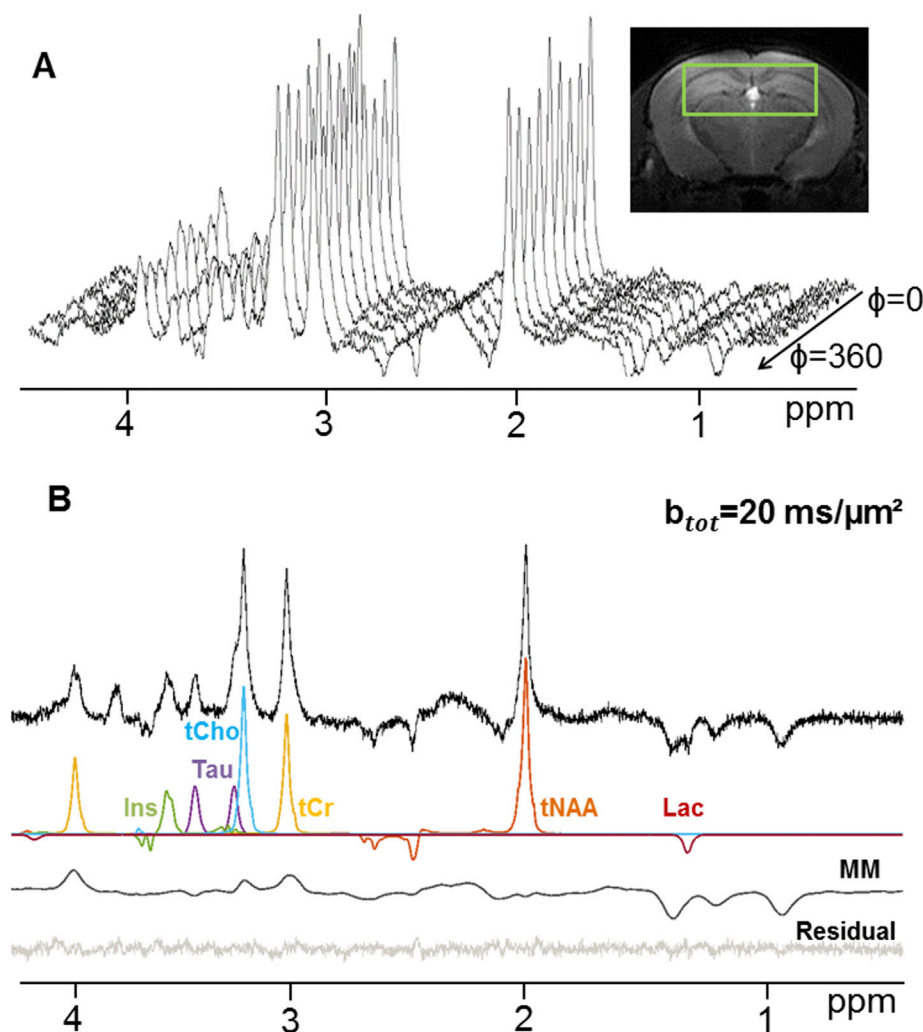 A
ϕ=0
ϕ=360
4 3 2 1 ppm
B
b_tot=20 ms/µm²
tCho
Tau
Ins tCr tNAA Lac
MM
Residual
4 3 2 1 ppm